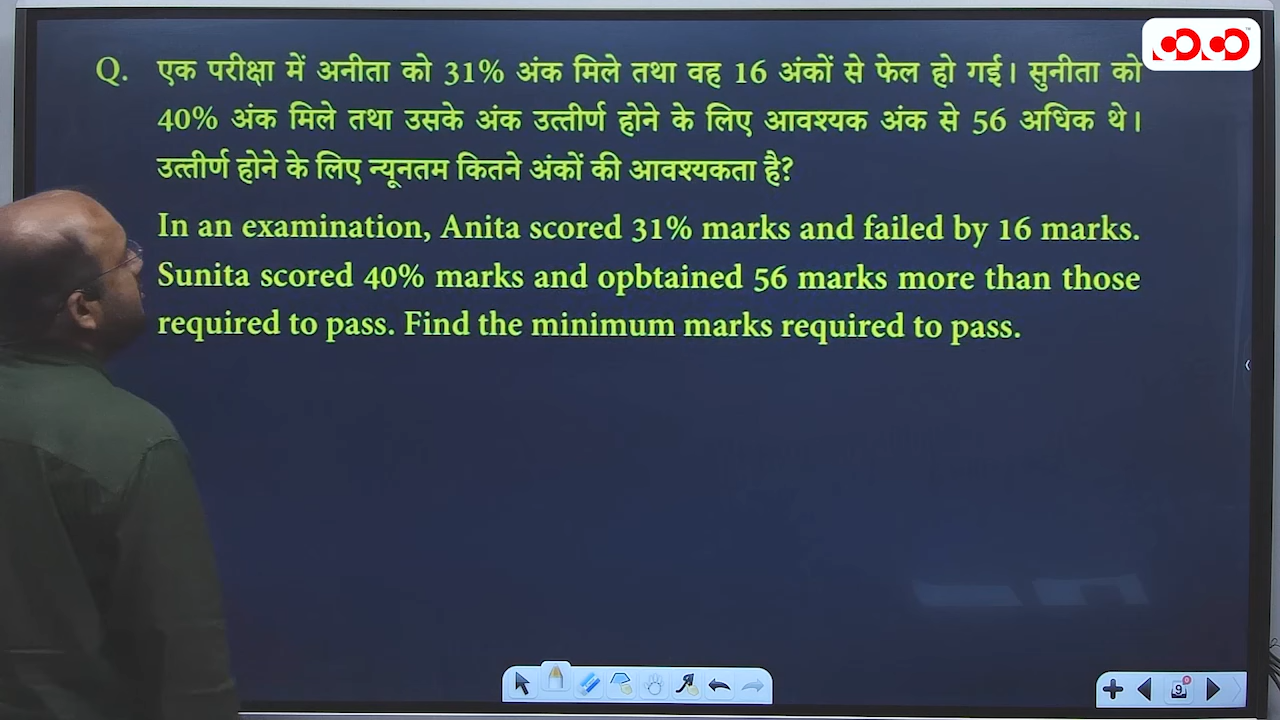 Q. एक परीक्षा में अनीता को 31% अंक मिले तथा वह 16 अंकों से फेल हो गई। सुनीता को
40% अंक मिले तथा उसके अंक उत्तीर्ण होने के लिए आवश्यक अंक से 56 अधिक थे।
उत्तीर्ण होने के लिए न्यूनतम कितने अंकों की आवश्यकता है?
In an examination, Anita scored 31% marks and failed by 16 marks.
Sunita scored 40% marks and opbtained 56 marks more than those
required to pass. Find the minimum marks required to pass.